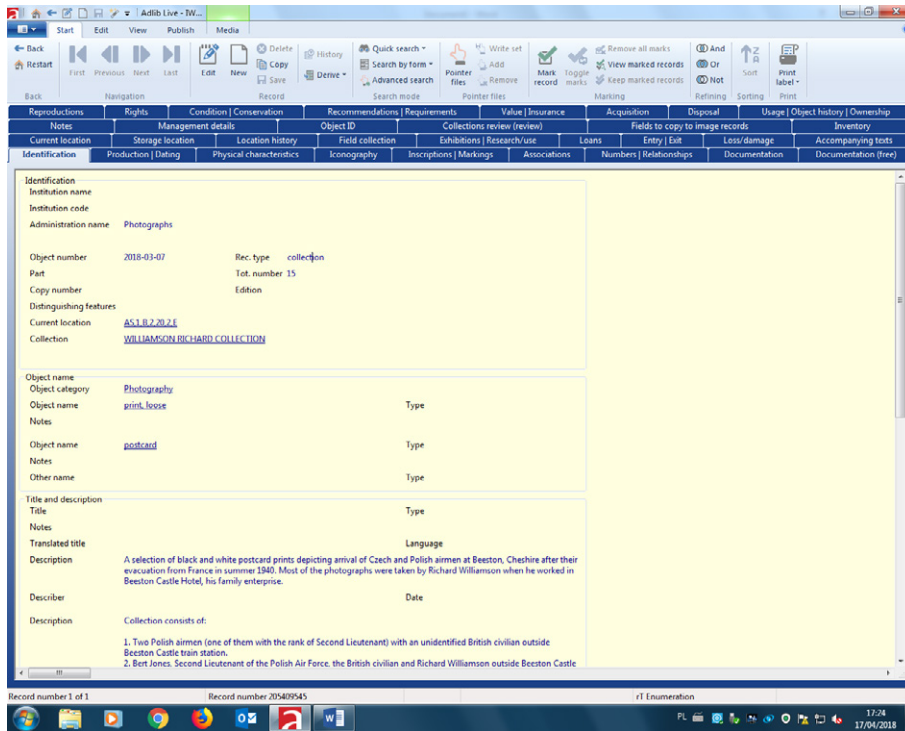 Adlib Live - IW...
Start Edit View Publish Media
Back
Restart
First Previous Next Last
Edit New
Delete
Copy
Save
History
Derive
Quick search
Search by form
Advanced search
Pointer files
Write set
Add
Remove
Mark record
Toggle marks
Remove all marks
View marked records
Keep marked records
And
Or
Not
Sort
Print label
Back Navigation Record Search mode Pointer files Marking Refining Sorting Print
Reproductions Rights Condition | Conservation Recommendations | Requirements Value | Insurance Acquisition Disposal Usage | Object history | Ownership
Notes Management details Object ID Collections review (review) Fields to copy to image records Inventory
Current location Storage location Location history Field collection Exhibitions | Research/use Loans Entry | Exit Loss/damage Accompanying texts
Identification Production | Dating Physical characteristics Iconography Inscriptions | Markings Associations Numbers | Relationships Documentation Documentation (free)
Identification
Institution name
Institution code
Administration name Photographs
Object number 2018-03-07 Rec. type collection
Part Tot. number 15
Copy number Edition
Distinguishing features
Current location AS,1,B,2,20,2,E
Collection WILLIAMSON RICHARD COLLECTION
Object name
Object category Photography
Object name print, loose Type
Notes
Object name postcard Type
Notes
Other name Type
Title and description
Title Type
Notes
Translated title Language
Description A selection of black and white postcard prints depicting arrival of Czech and Polish airmen at Beeston, Cheshire after their
evacuation from France in summer 1940. Most of the photographs were taken by Richard Williamson when he worked in
Beeston Castle Hotel, his family enterprise.
Describer Date
Description Collection consists of:
1. Two Polish airmen (one of them with the rank of Second Lieutenant) with an unidentified British civilian outside
Beeston Castle train station.
2. Bert Jones, Second Lieutenant of the Polish Air Force, the British civilian and Richard Williamson outside Beeston Castle
Record number 1 of 1 Record number 205409545 rT Enumeration
PL 17:24
17/04/2018